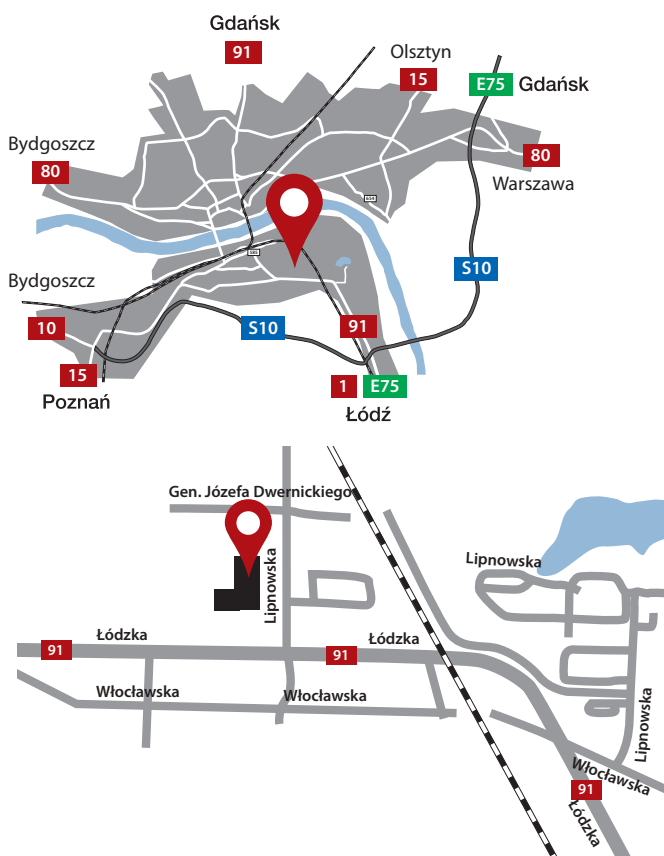 Gdańsk
91
Olsztyn
15
E75 Gdańsk
Bydgoszcz
80
80
Warszawa
S10
Bydgoszcz
10
S10
91
15
Poznań
1 E75
Łódź
Gen. Józefa Dwernickiego
Lipnowska
Lipnowska
91
Łódzka
91
Łódzka
Włocławska
Włocławska
Lipnowska
Włocławska
91
Łódzka